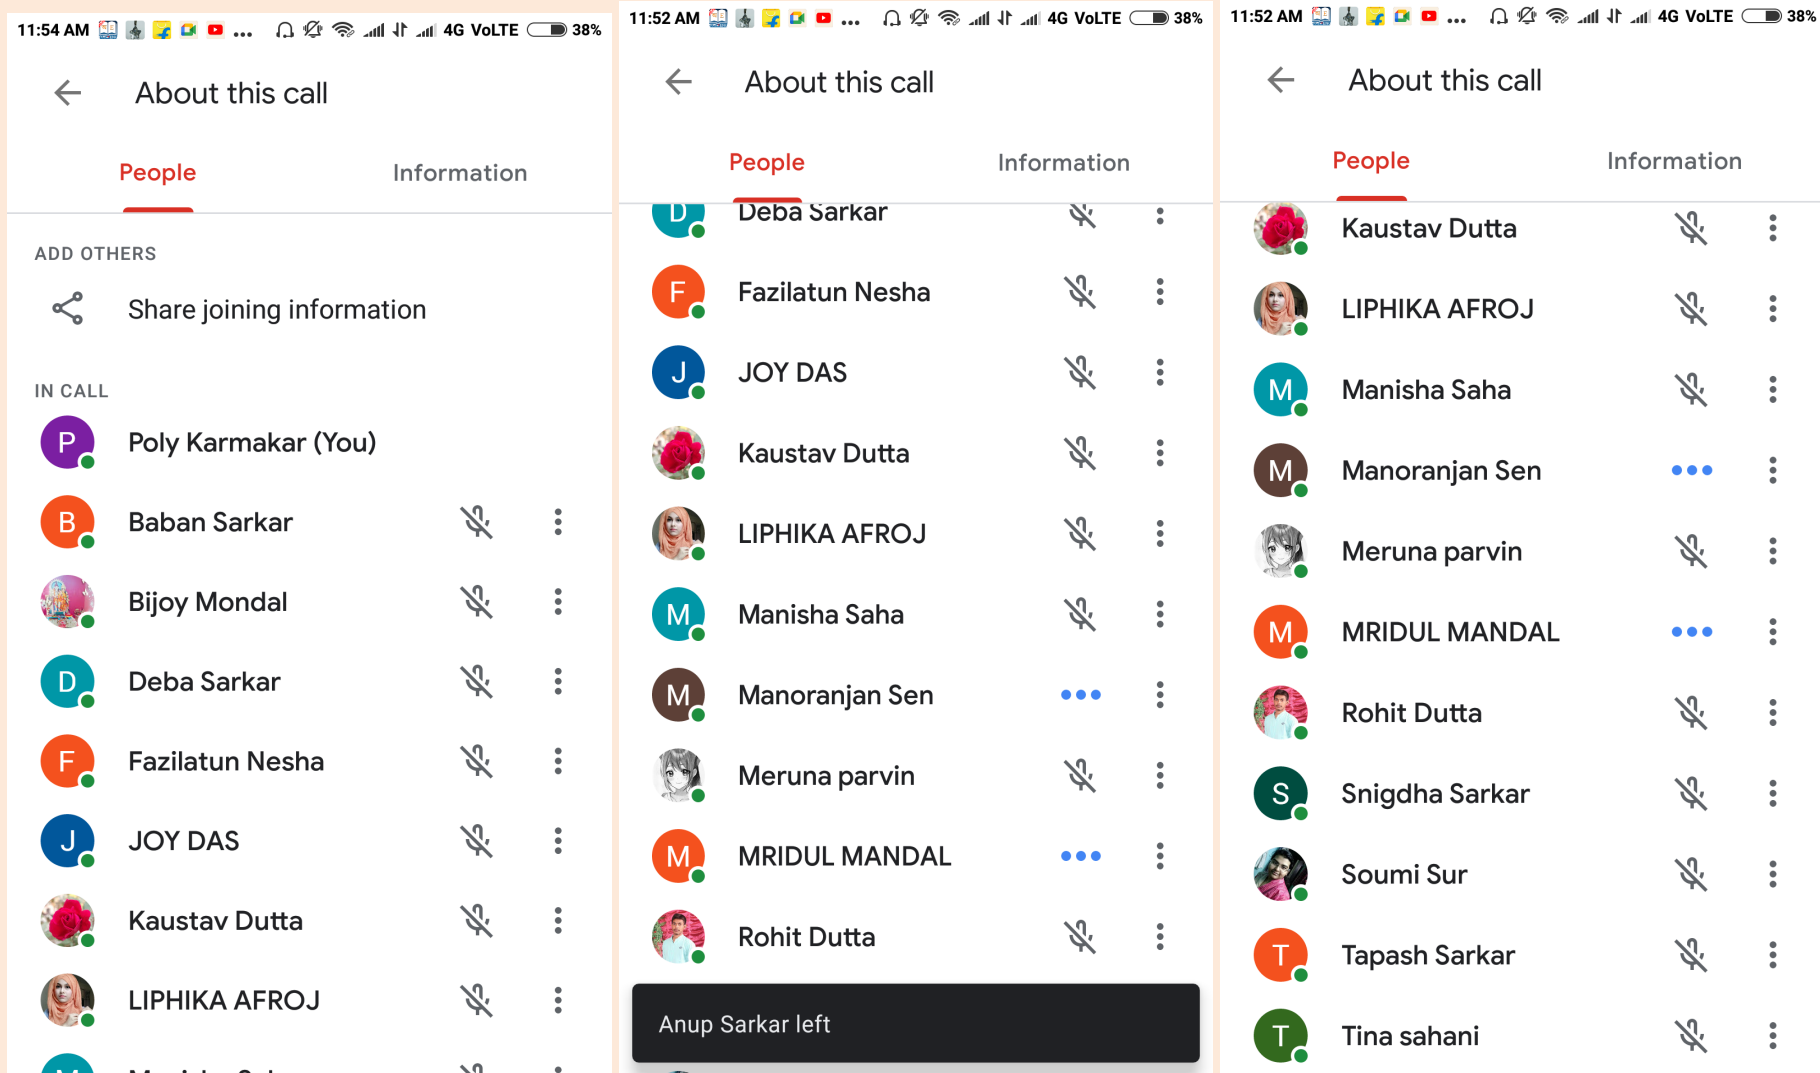 11:54 AM
4G VoLTE
38%
About this call
People
Information
ADD OTHERS
Share joining information
IN CALL
P
Poly Karmakar (You)
B
Baban Sarkar
Bijoy Mondal
D
Deba Sarkar
F
Fazilatun Nesha
J
JOY DAS
Kaustav Dutta
LIPHIKA AFROJ
11:52 AM
4G VoLTE
38%
About this call
People
Information
D
Deba Sarkar
F
Fazilatun Nesha
J
JOY DAS
Kaustav Dutta
LIPHIKA AFROJ
M
Manisha Saha
M
Manoranjan Sen
Meruna parvin
M
MRIDUL MANDAL
Rohit Dutta
Anup Sarkar left
11:52 AM
4G VoLTE
38%
About this call
People
Information
Kaustav Dutta
LIPHIKA AFROJ
M
Manisha Saha
M
Manoranjan Sen
Meruna parvin
M
MRIDUL MANDAL
Rohit Dutta
S
Snigdha Sarkar
Soumi Sur
T
Tapash Sarkar
T
Tina sahani